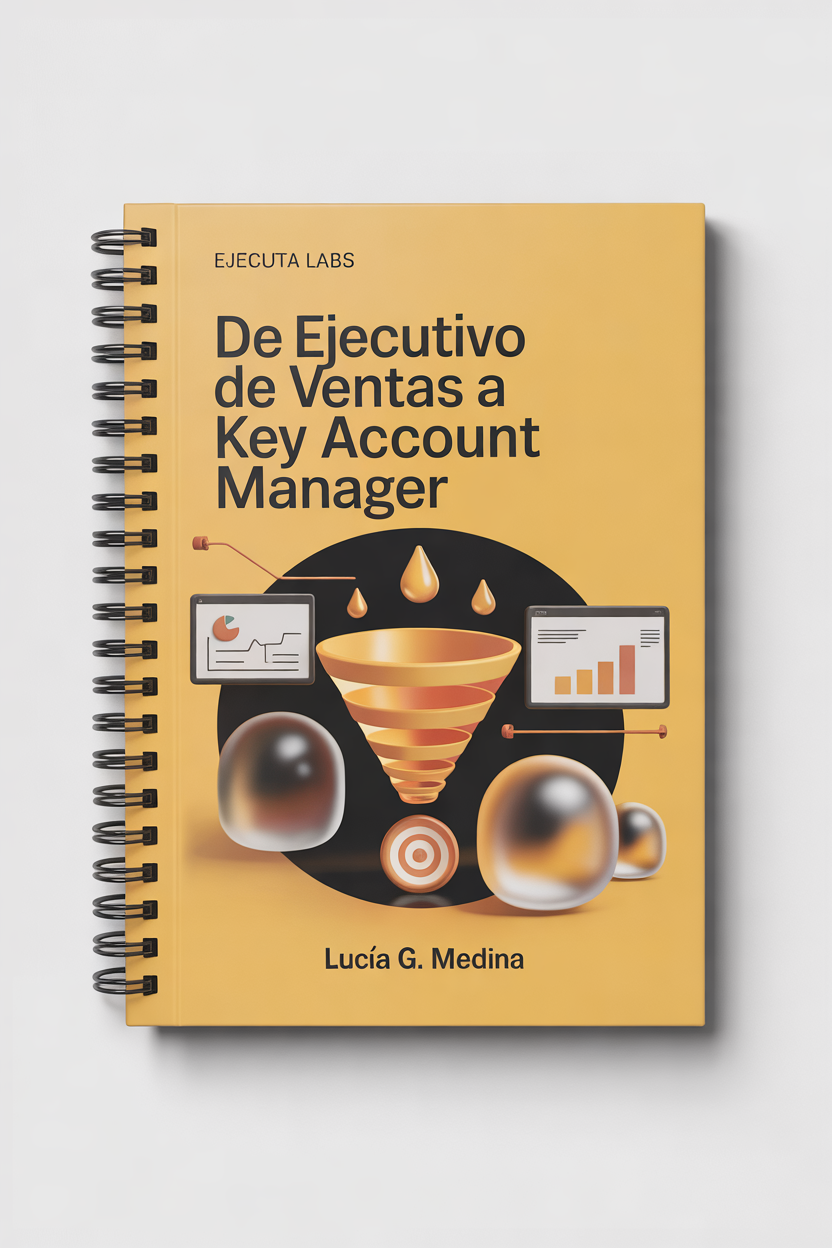 EJECUTA LABS
De Ejecutivo
de Ventas a
Key Account
Manager
Lucía G. Medina